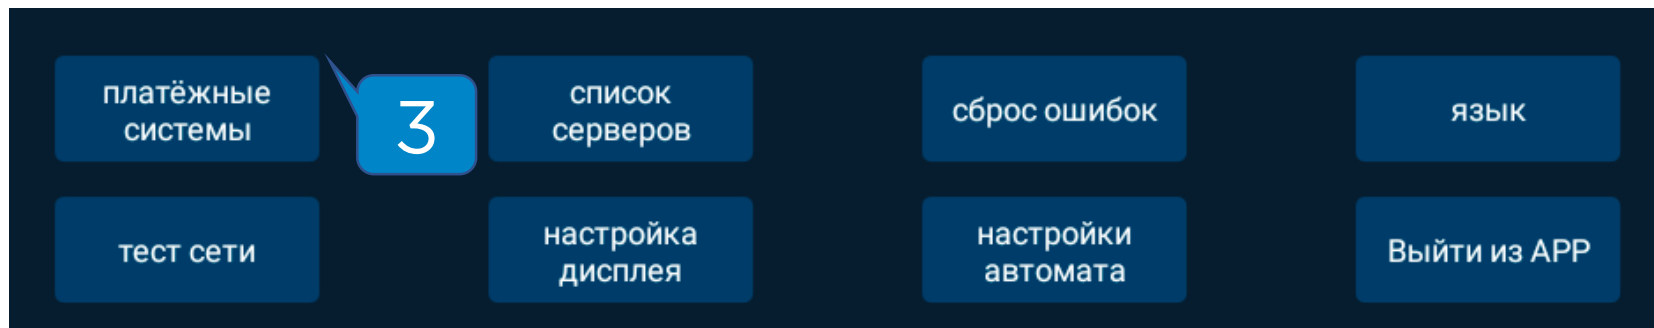 платёжные
системы
3
список
серверов
сброс ошибок
язык
тест сети
настройка
дисплея
настройки
автомата
Выйти из APP